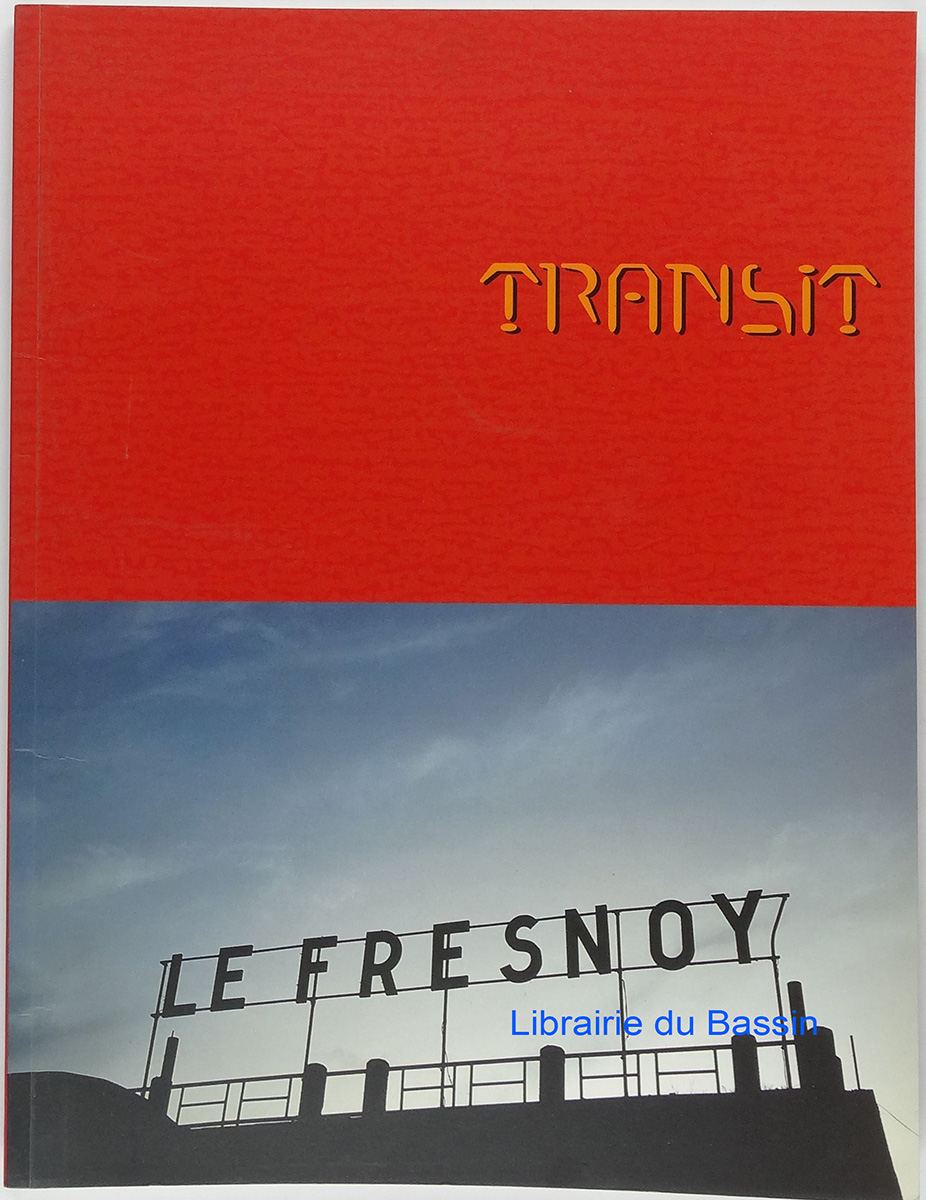 TRANSiT
LE FRESNOY
Librairie du Bassin